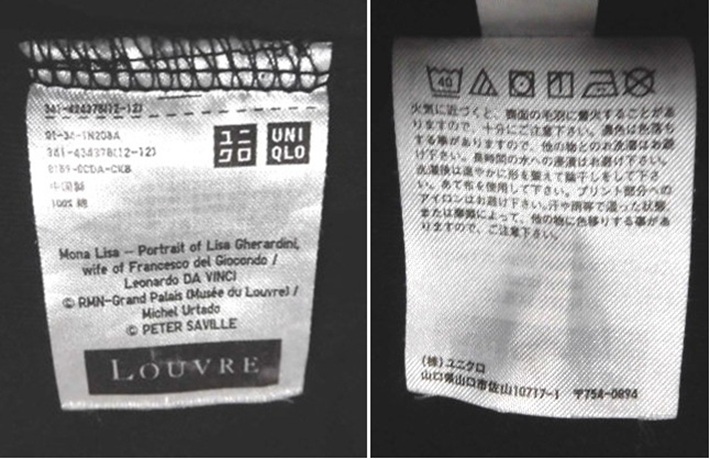 341-424378(12-12)
341-424378(12-12)
中国製
100% 綿
ユニ
クロ
UNI
QLO
Mona Lisa – Portrait of Lisa Gherardini,
wife of Francesco del Giocondo /
Leonardo DA VINCI
© RMN-Grand Palais (Musée du Louvre) /
Michel Urtado
© PETER SAVILLE
LOUVRE
40
火気に近づくと、表面の毛羽に着火することがあ
りますので、十分にご注意下さい。濃色は色落ち
する事がありますので、他の物とのお洗濯はお避
け下さい。長時間の水への浸漬はお避け下さい。
洗濯後は速やかに形を整えて陰干しをして下さ
い。あて布を使用して下さい。プリント部分への
アイロンはお避け下さい。汗や雨等で湿った状態、
または摩擦によって、他の物に色移りする事があ
りますので、ご注意下さい。
(株)ユニクロ
山口県山口市佐山10717-1 〒754-0894